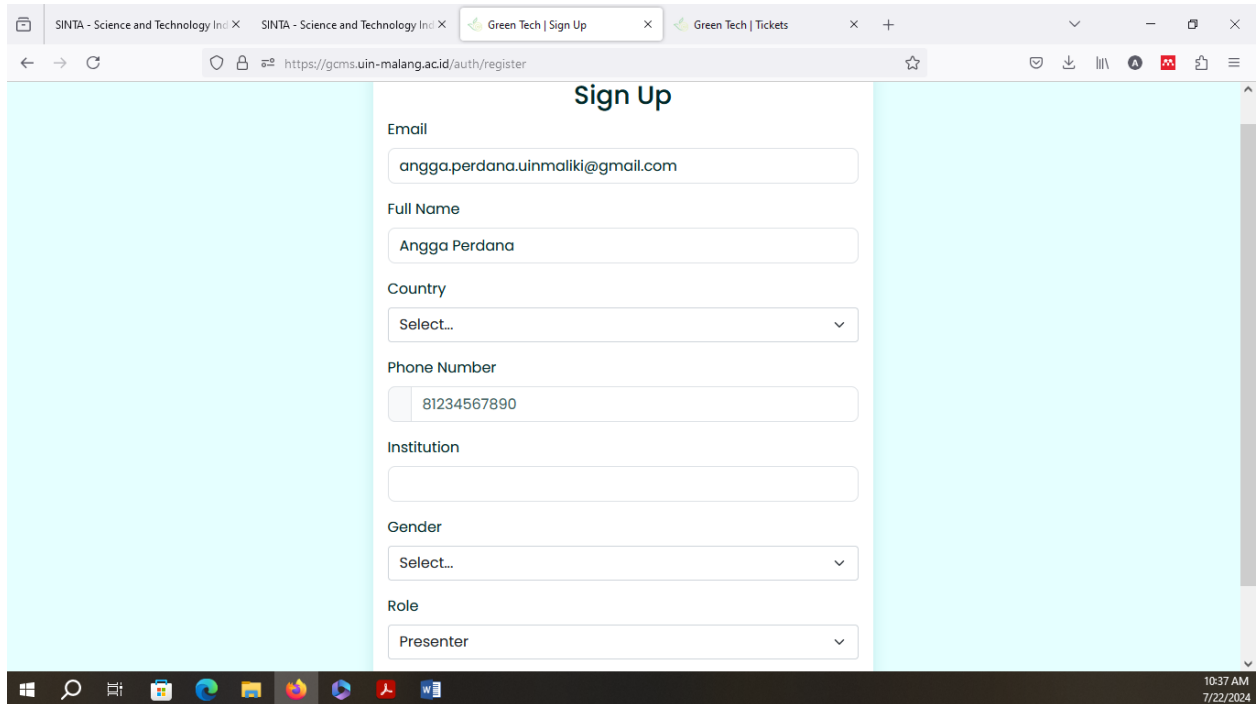 SINTA - Science and Technology Ind
SINTA - Science and Technology Ind
Green Tech | Sign Up
Green Tech | Tickets
https://gcms.uin-malang.ac.id/auth/register
A
Sign Up
Email
angga.perdana.uinmaliki@gmail.com
Full Name
Angga Perdana
Country
Select...
Phone Number
81234567890
Institution
Gender
Select...
Role
Presenter
10:37 AM
7/22/2024